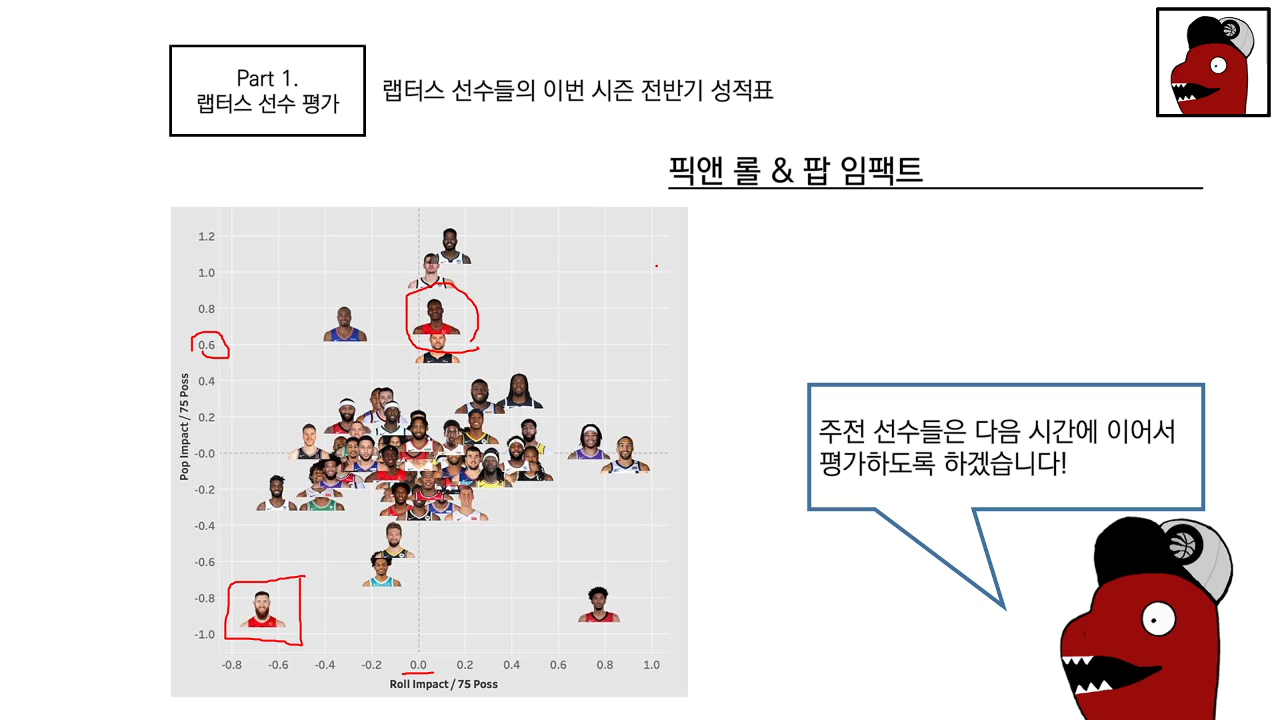 Part 1.
랩터스 선수 평가
랩터스 선수들의 이번 시즌 전반기 성적표
픽앤 롤 & 팝 임팩트
1.2
1.0
0.8
0.6
0.4
0.2
-0.0
-0.2
-0.4
-0.6
-0.8
-1.0
Pop Impact / 75 Poss
-0.8 -0.6 -0.4 -0.2 0.0 0.2 0.4 0.6 0.8 1.0
Roll Impact / 75 Poss
주전 선수들은 다음 시간에 이어서
평가하도록 하겠습니다!